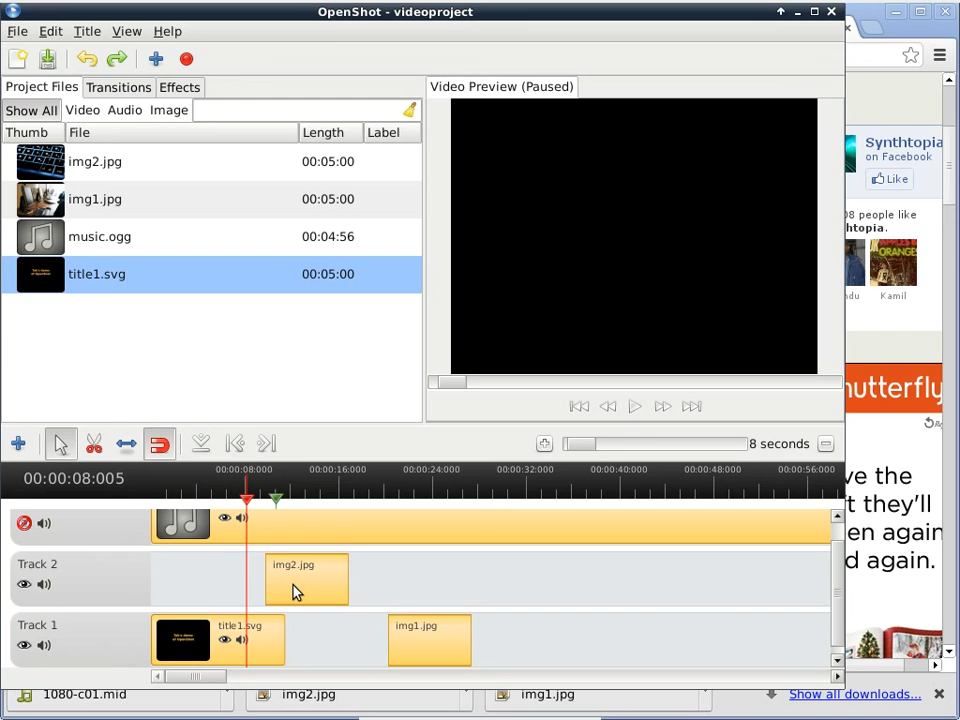 OpenShot - videoproject
File Edit Title View Help
Project Files Transitions Effects
Show All Video Audio Image
Thumb File Length Label
img2.jpg 00:05:00
img1.jpg 00:05:00
music.ogg 00:04:56
title1.svg 00:05:00
Video Preview (Paused)
8 seconds
00:00:08:005
00:00:08:000 00:00:16:000 00:00:24:000 00:00:32:000 00:00:40:000 00:00:48:000 00:00:56:000
Track 2
img2.jpg
Track 1
title1.svg
img1.jpg
1080-c01.mid img2.jpg img1.jpg Show all downloads...
Synthtopia
on Facebook
Like
08 people like
htopia.
ndu Kamil
nutterfly
ve the
t they'll
en again
d again.